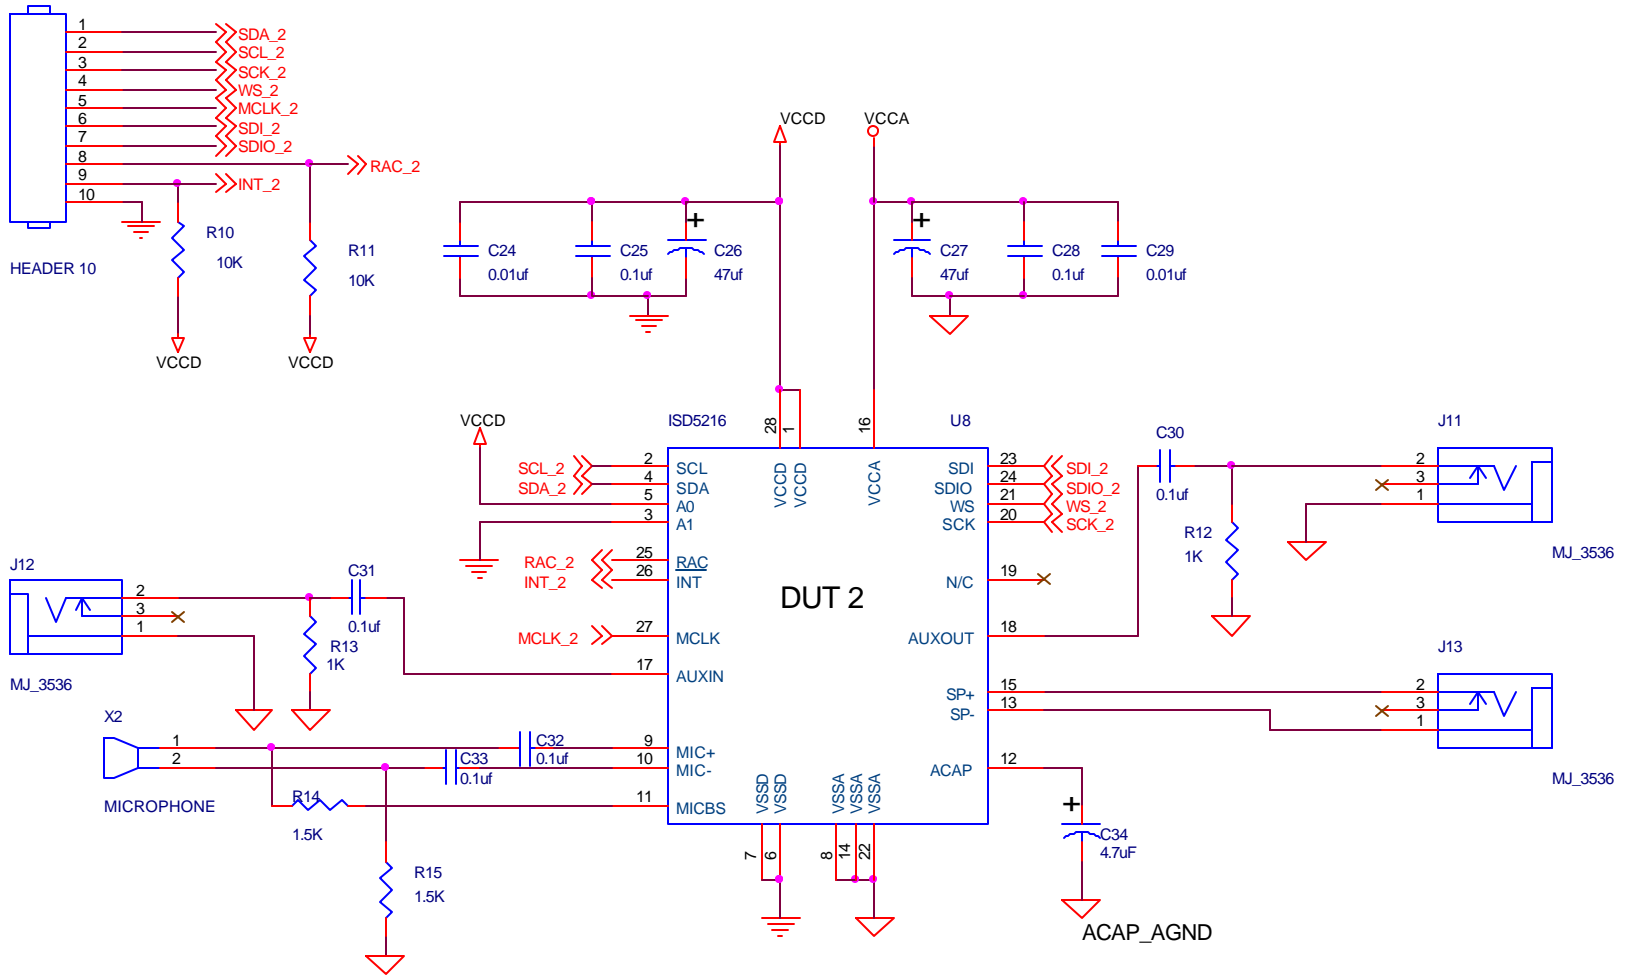 1 SDA_2
2 SCL_2
3 SCK_2
4 WS_2
5 MCLK_2
6 SDI_2
7 SDIO_2
8 RAC_2
9 INT_2
10
HEADER 10
R10
10K
R11
10K
VCCD
VCCD
VCCD
VCCA
+
C24
0.01uf
C25
0.1uf
C26
47uf
+
C27
47uf
C28
0.1uf
C29
0.01uf
VCCD
ISD5216
U8
28
1
16
VCCD
VCCD
VCCA
SCL_2 2 SCL
SDA_2 4 SDA
5 A0
3 A1
RAC_2 25 RAC
INT_2 26 INT
MCLK_2 27 MCLK
17 AUXIN
9 MIC+
10 MIC-
11 MICBS
DUT 2
SDI 23 SDI_2
SDIO 24 SDIO_2
WS 21 WS_2
SCK 20 SCK_2
N/C 19
AUXOUT 18
SP+ 15
SP- 13
ACAP 12
VSSD
VSSD
VSSA
VSSA
VSSA
7
6
8
14
22
C30
0.1uf
R12
1K
J11
2
3
1
MJ_3536
J13
2
3
1
MJ_3536
J12
2
3
1
MJ_3536
C31
0.1uf
R13
1K
X2
1
2
MICROPHONE
C32
0.1uf
C33
0.1uf
R14
1.5K
R15
1.5K
+
C34
4.7uF
ACAP_AGND